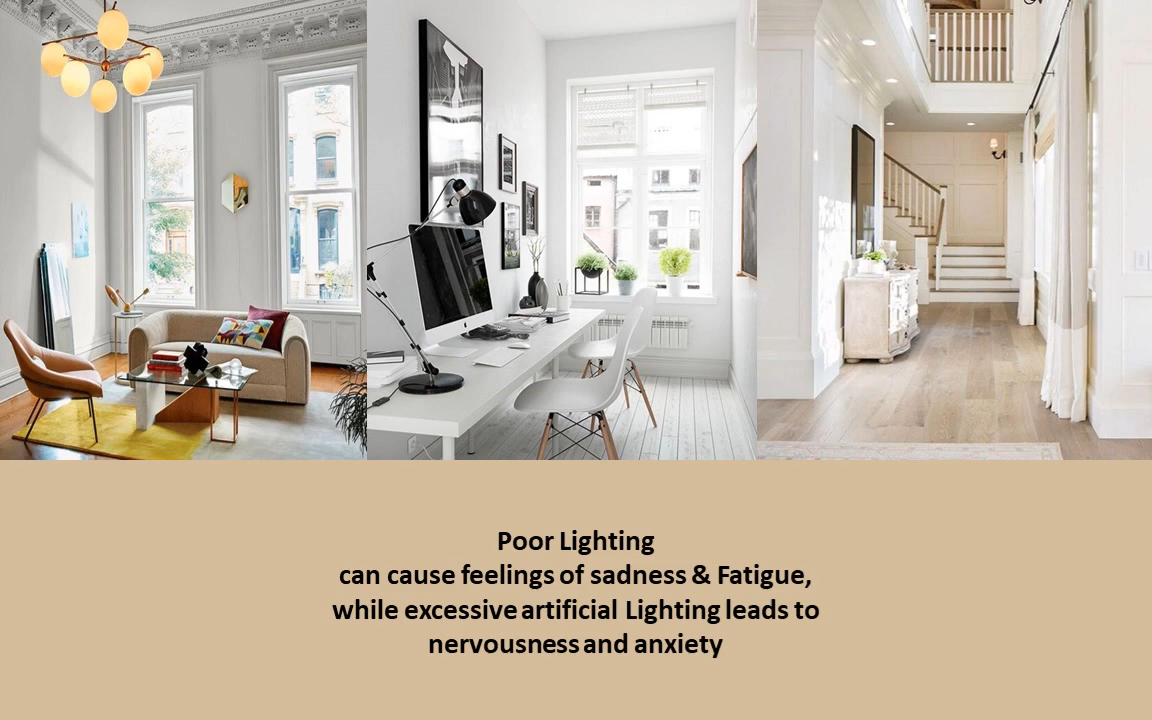 Poor Lighting
can cause feelings of sadness & Fatigue,
while excessive artificial Lighting leads to
nervousness and anxiety